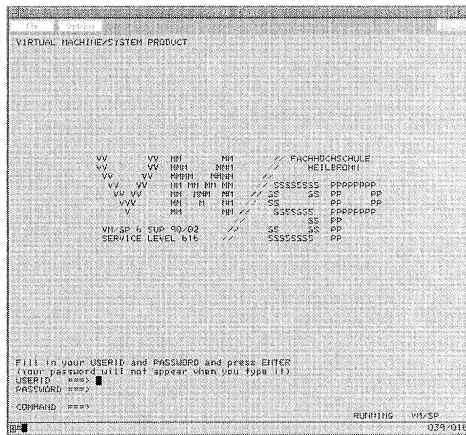 File Options
VIRTUAL MACHINE/SYSTEM PRODUCT
VV VV MM MM // FACHHOCHSCHULE
VV VV MMM MMM // HEILBRONN
VV VV MMMM MMMM //
VV VV MM MM MM MM // SSSSSSSS PPPPPPPP
VV VV MM MMM MM // SS SS PP PP
VVV MM M MM // SS PP PP
V MM MM // SSSSSSS PPPPPPPP
// SS PP
VM/SP 6 SUP 90/02 // SS SS PP
SERVICE LEVEL 616 // SSSSSSSS PP
Fill in your USERID and PASSWORD and press ENTER
(Your password will not appear when you type it)
USERID ===>
PASSWORD ===>
COMMAND ===>
RUNNING VM/SP
039/016